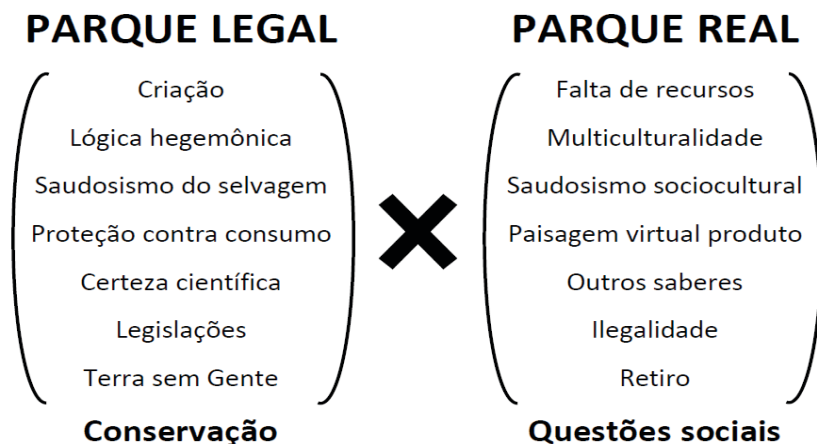 PARQUE LEGAL
Criação
Lógica hegemônica
Saudosismo do selvagem
Proteção contra consumo
Certeza científica
Legislações
Terra sem Gente
Conservação
PARQUE REAL
Falta de recursos
Multiculturalidade
Saudosismo sociocultural
Paisagem virtual produto
Outros saberes
Ilegalidade
Retiro
Questões sociais